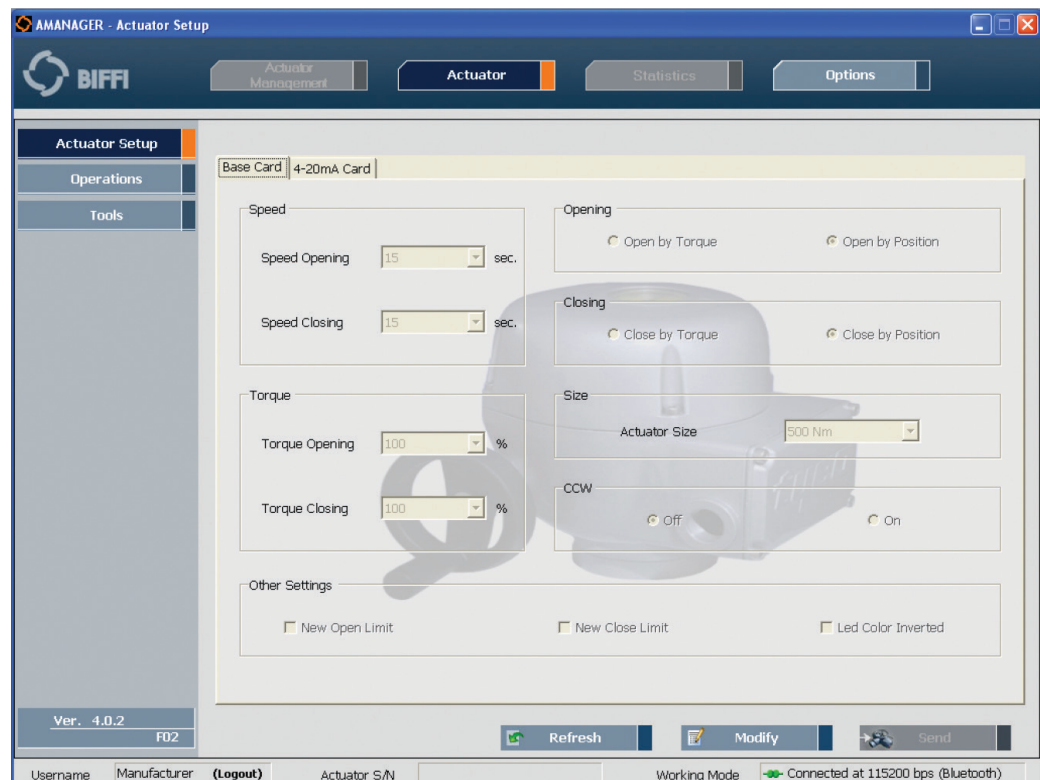 AMANAGER - Actuator Setup
BIFFI
Actuator Management
Actuator
Statistics
Options
Actuator Setup
Operations
Tools
Base Card
4-20mA Card
Speed
Speed Opening 15 sec.
Speed Closing 15 sec.
Opening
Open by Torque
Open by Position
Closing
Close by Torque
Close by Position
Torque
Torque Opening 100 %
Torque Closing 100 %
Size
Actuator Size 500 Nm
CCW
Off
On
Other Settings
New Open Limit
New Close Limit
Led Color Inverted
Ver. 4.0.2
F02
Refresh
Modify
Send
Username Manufacturer (Logout) Actuator S/N Working Mode Connected at 115200 bps (Bluetooth)